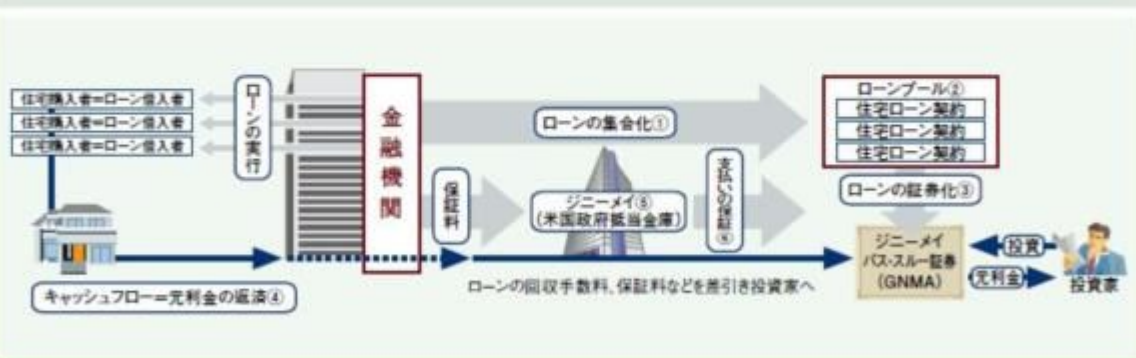 住宅購入者=ローン借入者
住宅購入者=ローン借入者
住宅購入者=ローン借入者
ローンの実行
金融機関
ローンの集合化①
ローンプール②
住宅ローン契約
住宅ローン契約
住宅ローン契約
保証料
ジニーメイ⑤
(米国政府抵当金庫)
支払いの保証⑥
ローンの証券化③
ジニーメイ
パス・スルー証券
(GNMA)
投資
元利金
投資家
キャッシュフロー=元利金の返済④
ローンの回収手数料、保証料などを差引き投資家へ